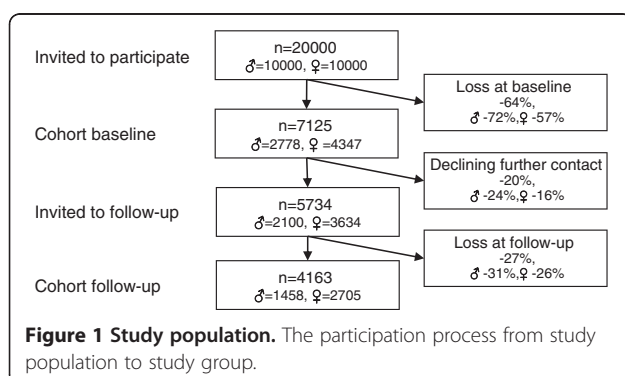 Invited to participate
n=20000
♂=10000, ♀=10000
Loss at baseline
-64%,
♂-72%,♀-57%
Cohort baseline
n=7125
♂=2778, ♀=4347
Declining further contact
-20%,
♂-24%,♀-16%
Invited to follow-up
n=5734
♂=2100, ♀=3634
Loss at follow-up
-27%,
♂-31%,♀-26%
Cohort follow-up
n=4163
♂=1458, ♀=2705
Figure 1 Study population. The participation process from study
population to study group.